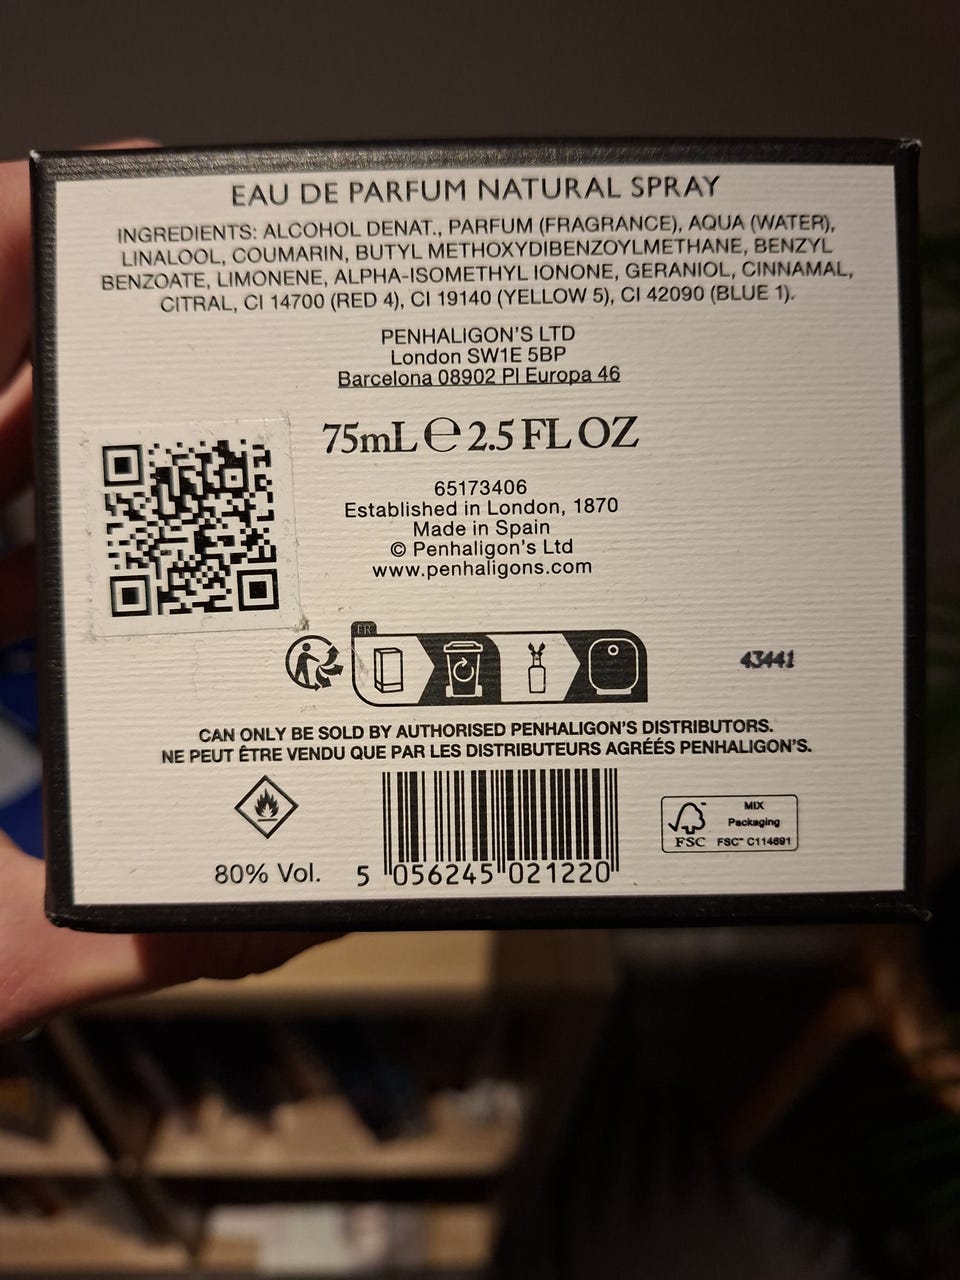 EAU DE PARFUM NATURAL SPRAY
INGREDIENTS: ALCOHOL DENAT., PARFUM (FRAGRANCE), AQUA (WATER),
LINALOOL, COUMARIN, BUTYL METHOXYDIBENZOYLMETHANE, BENZYL
BENZOATE, LIMONENE, ALPHA-ISOMETHYL IONONE, GERANIOL, CINNAMAL,
CITRAL, CI 14700 (RED 4), CI 19140 (YELLOW 5), CI 42090 (BLUE 1).
PENHALIGON'S LTD
London SW1E 5BP
Barcelona 08902 Pl Europa 46
75mL ℮ 2.5 FL OZ
65173406
Established in London, 1870
Made in Spain
© Penhaligon's Ltd
www.penhaligons.com
FR
43441
CAN ONLY BE SOLD BY AUTHORISED PENHALIGON'S DISTRIBUTORS.
NE PEUT ÊTRE VENDU QUE PAR LES DISTRIBUTEURS AGRÉÉS PENHALIGON'S.
80% Vol.
5 056245 021220
MIX
Packaging
FSC™ C114691
FSC